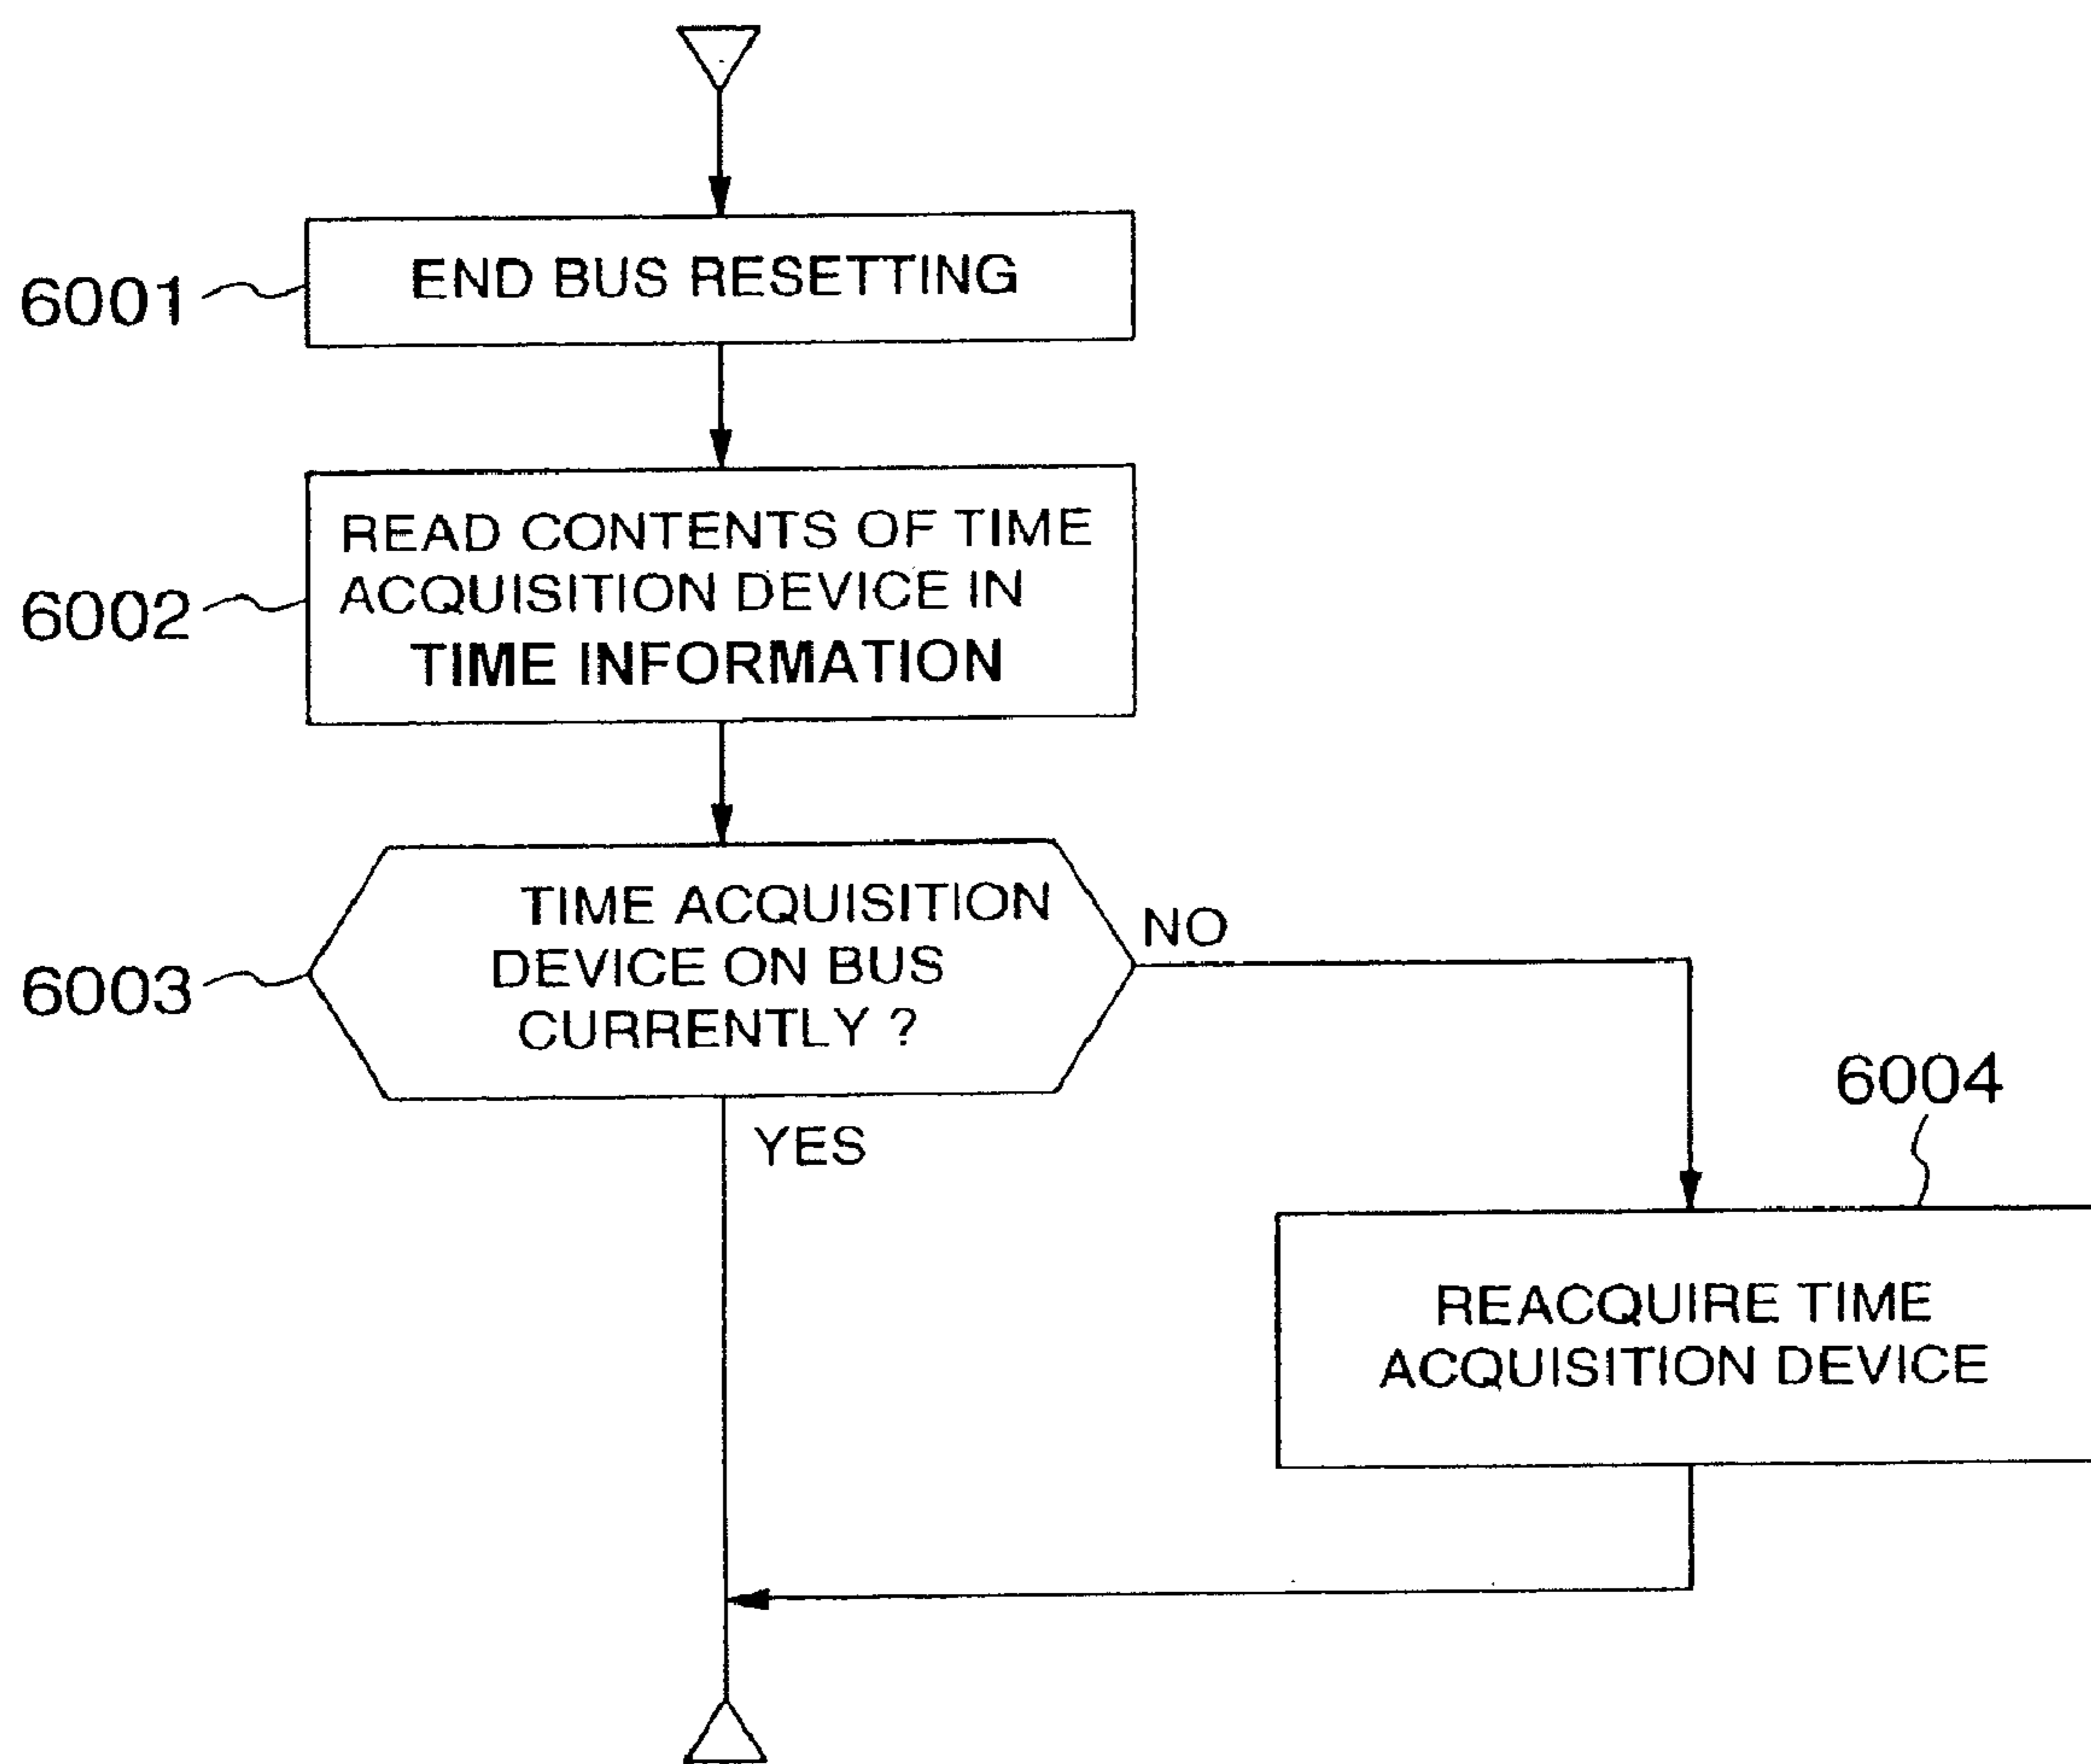 6001
END BUS RESETTING
6002
READ CONTENTS OF TIME
ACQUISITION DEVICE IN
TIME INFORMATION
6003
TIME ACQUISITION
DEVICE ON BUS
CURRENTLY ?
NO
YES
6004
REACQUIRE TIME
ACQUISITION DEVICE